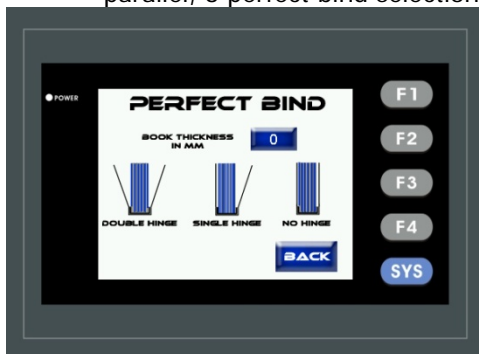 parallel, 3 perfect bind selection
POWER
PERFECT BIND
BOOK THICKNESS
IN MM
0
DOUBLE HINGE
SINGLE HINGE
NO HINGE
BACK
F1
F2
F3
F4
SYS